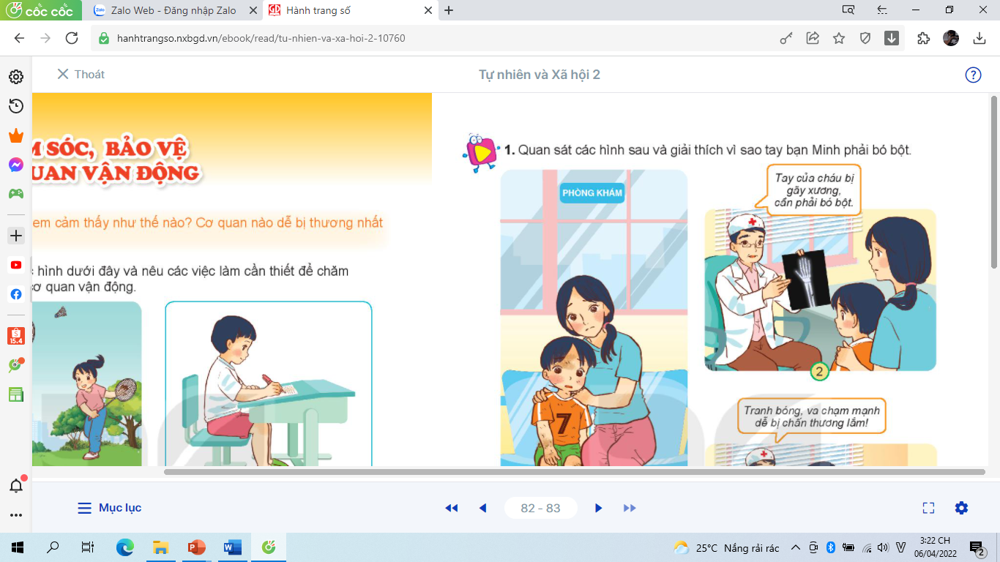 cốc cốc
Zalo Web - Đăng nhập Zalo
Hành trang số
hanhtrangso.nxbgd.vn/ebook/read/tu-nhien-va-xa-hoi-2-10760
Thoát
Tự nhiên và Xã hội 2
SÓC, BẢO VỆ
VẬN ĐỘNG
em cảm thấy như thế nào? Cơ quan nào dễ bị thương nhất
hình dưới đây và nêu các việc làm cần thiết để chăm
quan vận động.
1. Quan sát các hình sau và giải thích vì sao tay bạn Minh phải bó bột.
PHÒNG KHÁM
7
Tay của cháu bị
gãy xương,
cần phải bó bột.
2
Tranh bóng, va chạm mạnh
dễ bị chấn thương lắm!
15.4
Mục lục
82 - 83
25°C Nắng rải rác
V
3:22 CH
06/04/2022
2